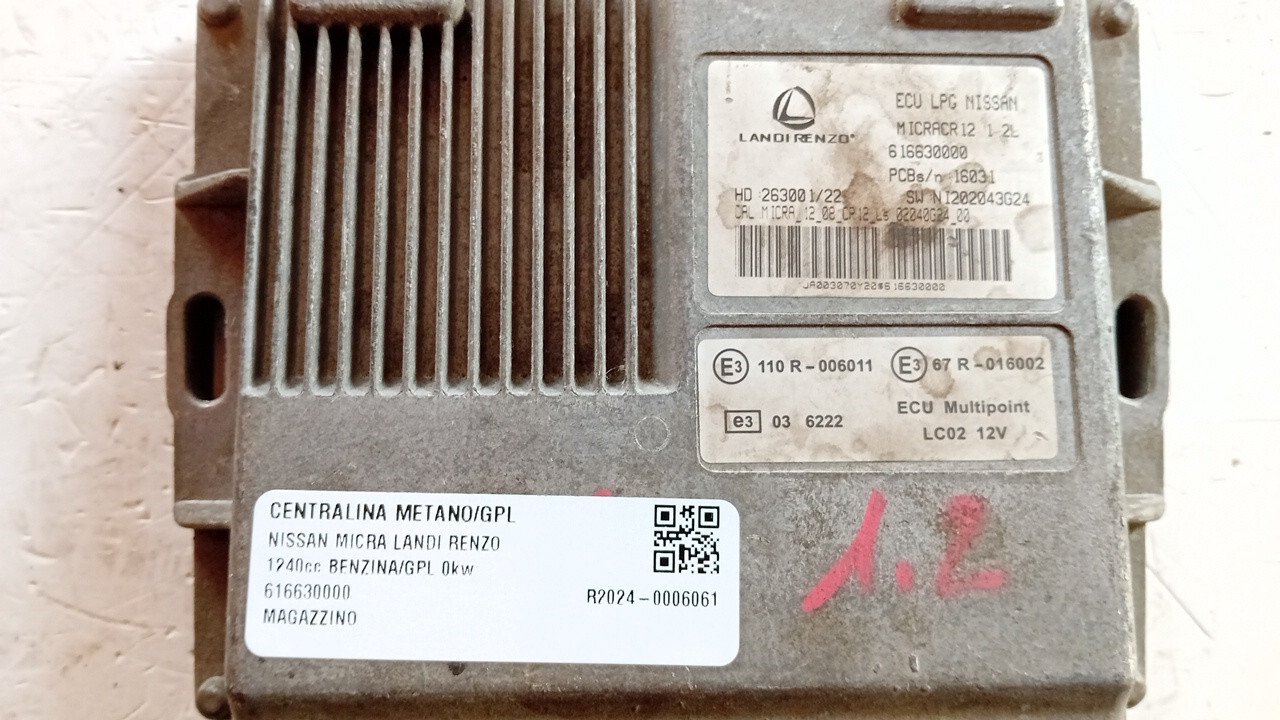 LANDI RENZO®
ECU LPG NISSAN
MICRACR12 1 2L
616630000
PCBs/n 16031
HD :263001/22 SW NI202043G24
CAL MICRA_12_08_CR12_Ls_02040G24_00
JA003070Y20#616630000
E3 110 R-006011 E3 67 R-016002
e3 03 6222
ECU Multipoint
LC02 12V
1.2
CENTRALINA METANO/GPL
NISSAN MICRA LANDI RENZO
1240cc BENZINA/GPL 0kw
616630000
R2024-0006061
MAGAZZINO